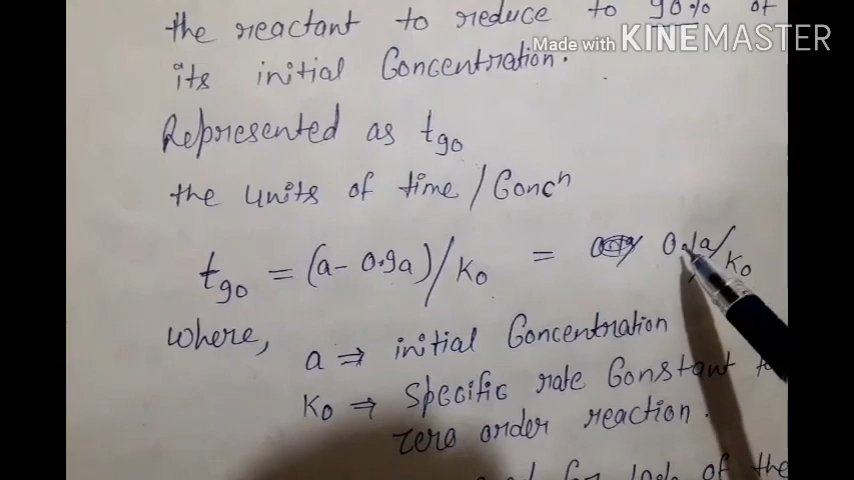 the reactant to reduce to 90% of
Made with KINEMASTER
its initial Concentration.
Represented as t90
the units of time / Concn
t90 = (a - 0.9a) / K0 = 0.1a / K0
where,
a ⇒ initial Concentration
K0 ⇒ Specific rate Constant
zero order reaction.
of the